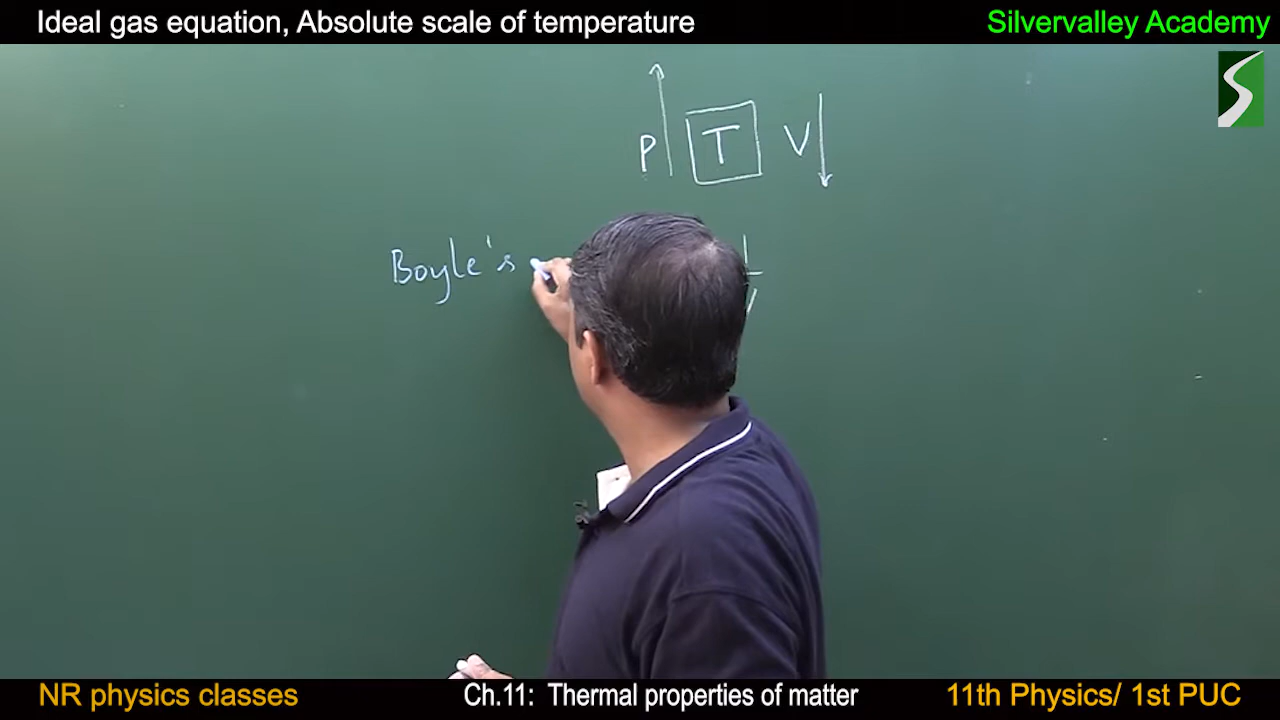 Ideal gas equation, Absolute scale of temperature
Silvervalley Academy
P T V
Boyle's
1
V
NR physics classes
Ch.11: Thermal properties of matter
11th Physics/ 1st PUC